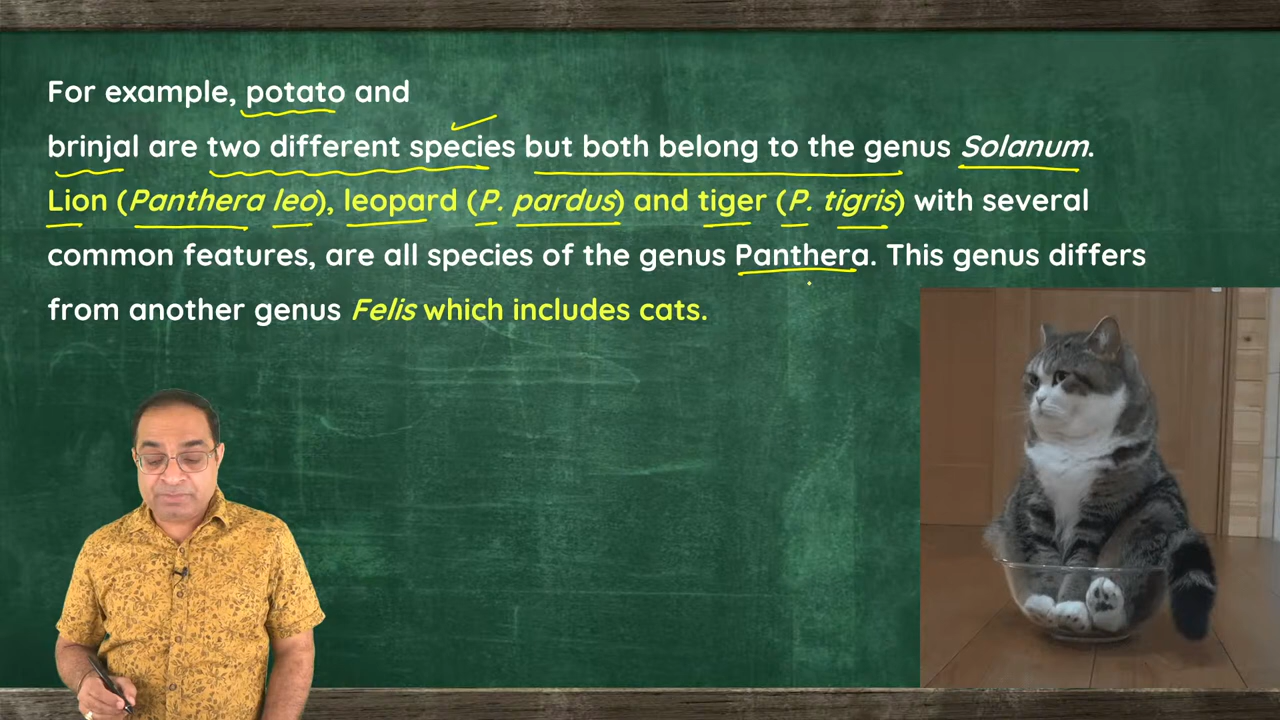 For example, potato and
brinjal are two different species but both belong to the genus Solanum.
Lion (Panthera leo), leopard (P. pardus) and tiger (P. tigris) with several
common features, are all species of the genus Panthera. This genus differs
from another genus Felis which includes cats.